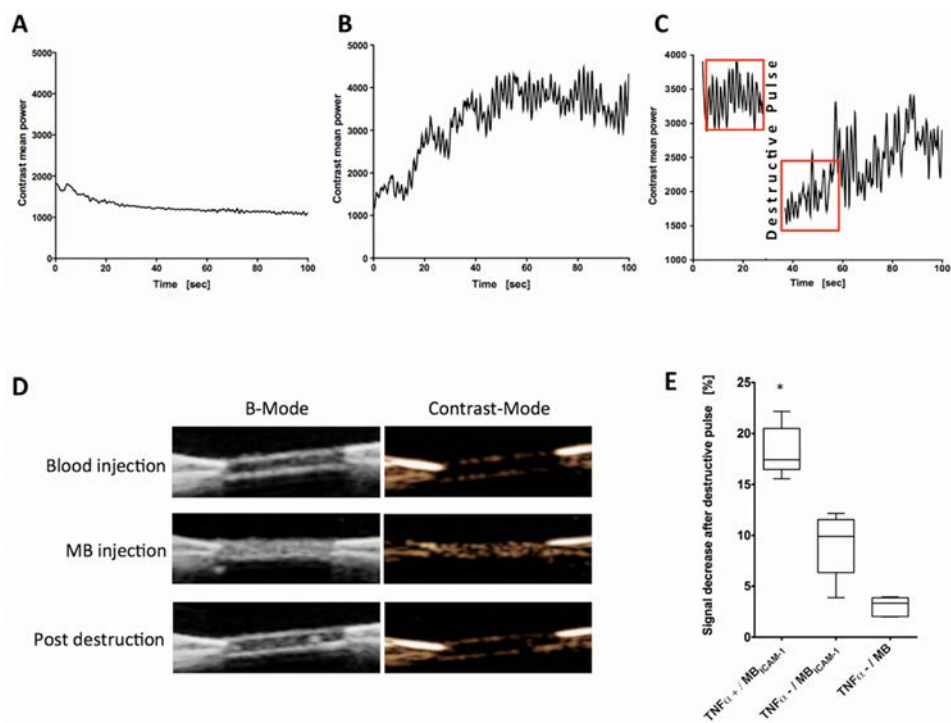 A
5000
4000
3000
2000
1000
0
Contrast mean power
0 20 40 60 80 100
Time [sec]
B
5000
4000
3000
2000
1000
0
Contrast mean power
0 20 40 60 80 100
Time [sec]
C
4000
3500
3000
2500
2000
1500
1000
Contrast mean power
Destructive Pulse
0 20 40 60 80 100
Time [sec]
D
B-Mode Contrast-Mode
Blood injection
MB injection
Post destruction
E
25
20
15
10
5
0
Signal decrease after destructive pulse [%]
*
TNFα + / MB ICAM-1
TNFα - / MB ICAM-1
TNFα - / MB